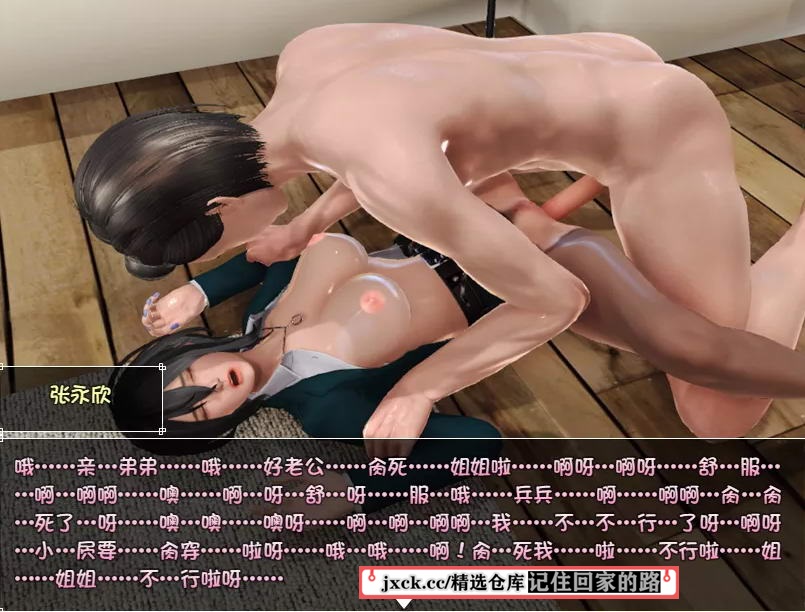 张永欣
哦……亲…弟弟……哦……好老公……肏死……姐姐啦……啊呀…啊呀……舒…服…
…啊…啊啊……噢……啊…呀…舒…呀……服…哦……兵兵……啊……啊啊…肏…肏
…死了…呀……噢…噢……噢呀……啊…啊…啊啊…我……不…不…行…了呀…啊呀
…小…屄要……肏穿……啦呀……哦…哦……啊！肏…死我……啦……不行啦……姐
……姐姐……不…行啦呀……
jxck.cc/精选仓库 记住回家的路